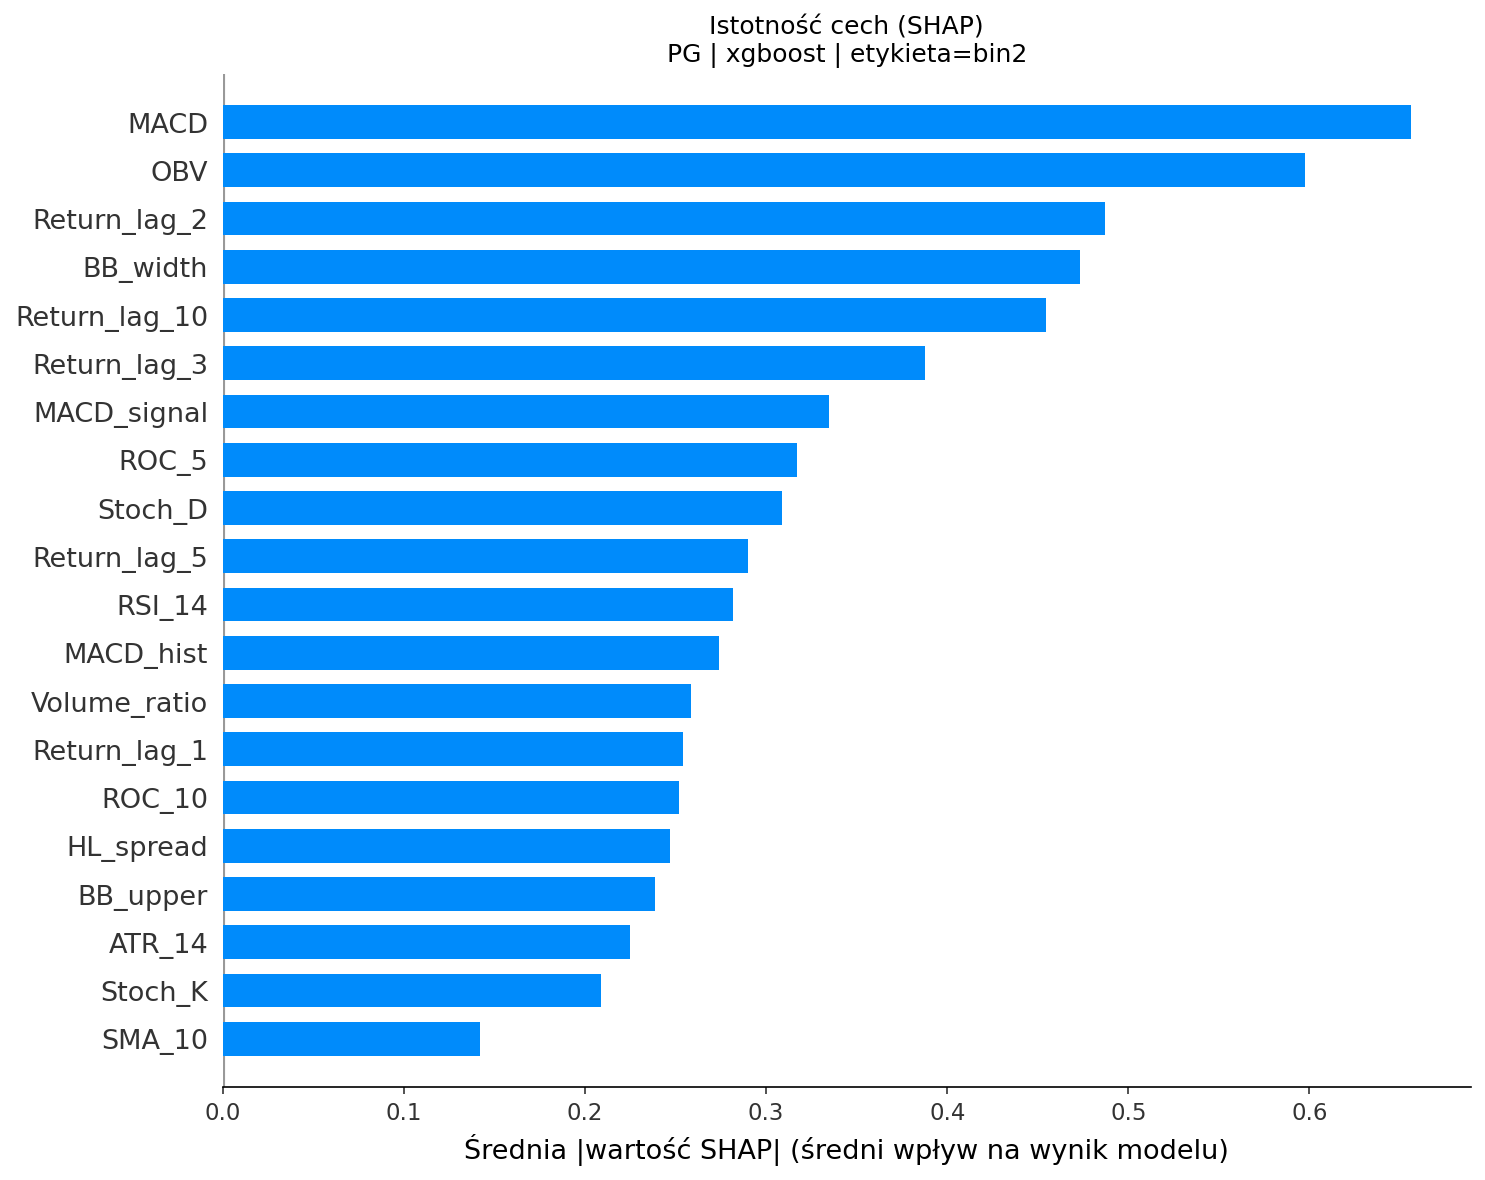 Istotność cech (SHAP)
PG | xgboost | etykieta=bin2
MACD
OBV
Return_lag_2
BB_width
Return_lag_10
Return_lag_3
MACD_signal
ROC_5
Stoch_D
Return_lag_5
RSI_14
MACD_hist
Volume_ratio
Return_lag_1
ROC_10
HL_spread
BB_upper
ATR_14
Stoch_K
SMA_10
0.0 0.1 0.2 0.3 0.4 0.5 0.6
Średnia |wartość SHAP| (średni wpływ na wynik modelu)